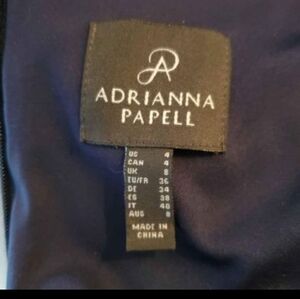 ADRIANNA
PAPELL
US 4
CAN 4
UK 8
EU/FR 36
DE 34
ES 38
IT 40
AUS 8
MADE IN
CHINA